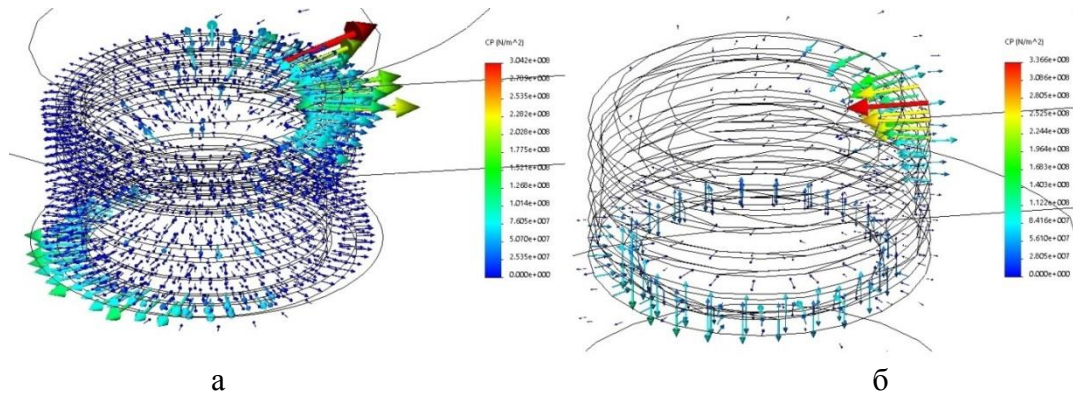 CP (N/m^2)
3.042e+008
2.789e+008
2.535e+008
2.282e+008
2.028e+008
1.775e+008
1.521e+008
1.268e+008
1.014e+008
7.605e+007
5.070e+007
2.535e+007
0.000e+000
CP (N/m^2)
3.366e+008
3.086e+008
2.805e+008
2.525e+008
2.244e+008
1.964e+008
1.683e+008
1.403e+008
1.122e+008
8.416e+007
5.610e+007
2.805e+007
0.000e+000
а
б